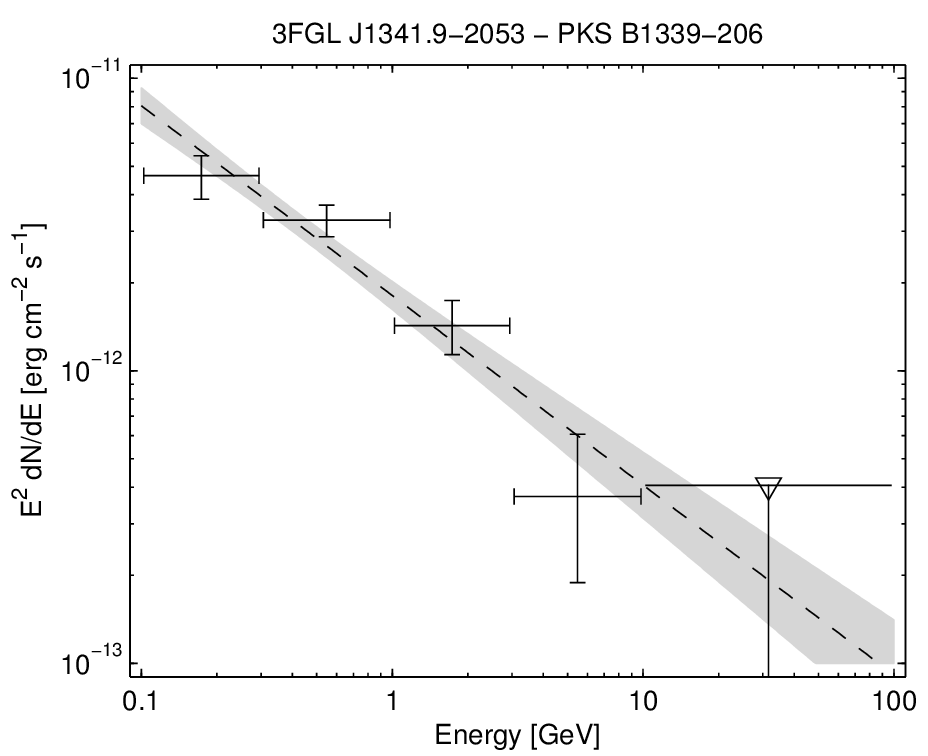 3FGL J1341.9−2053 − PKS B1339−206
E² dN/dE [erg cm⁻² s⁻¹]
10⁻¹¹
10⁻¹²
10⁻¹³
0.1 1 10 100
Energy [GeV]